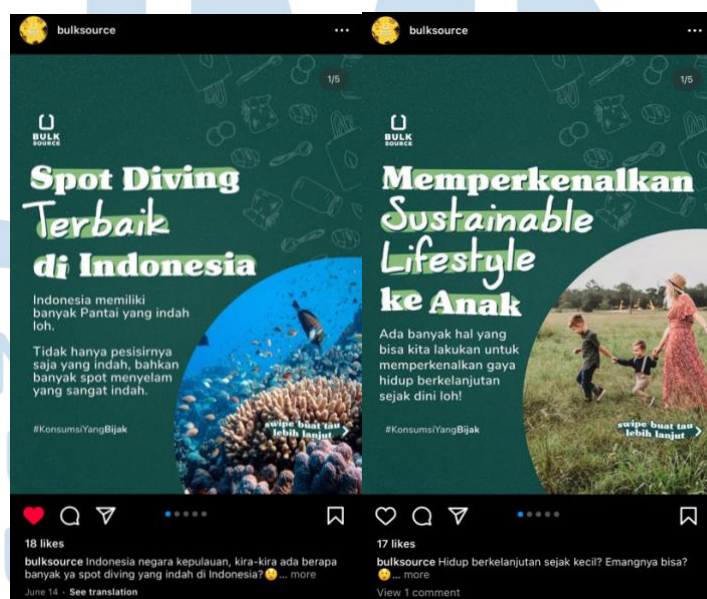 bulksource
1/5
BULK
SOURCE
Spot Diving
Terbaik
di Indonesia
Indonesia memiliki
banyak Pantai yang indah
loh.
Tidak hanya pesisirnya
saja yang indah, bahkan
banyak spot menyelam
yang sangat indah.
#KonsumsiYangBijak
swipe buat tau
lebih lanjut
18 likes
bulksource Indonesia negara kepulauan, kira-kira ada berapa
banyak ya spot diving yang indah di Indonesia?😲... more
June 14 · See translation
bulksource
1/5
BULK
SOURCE
Memperkenalkan
Sustainable
Lifestyle
ke Anak
Ada banyak hal yang
bisa kita lakukan untuk
memperkenalkan gaya
hidup berkelanjutan
sejak dini loh!
#KonsumsiYangBijak
swipe buat tau
lebih lanjut
17 likes
bulksource Hidup berkelanjutan sejak kecil? Emangnya bisa?
😲... more
View 1 comment